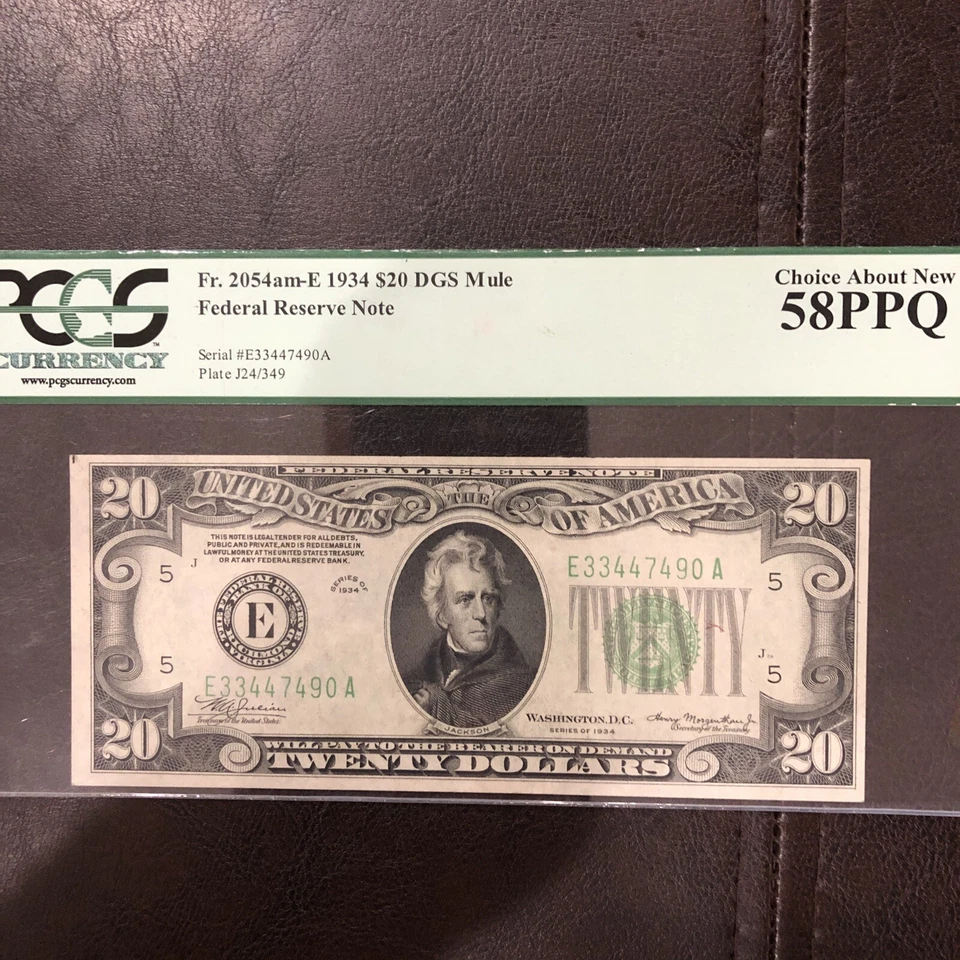 PCGS
CURRENCY
™
www.pcgscurrency.com
Fr. 2054am-E 1934 $20 DGS Mule
Federal Reserve Note
Serial #E33447490A
Plate J24/349
Choice About New
58PPQ
FEDERAL RESERVE NOTE
20
UNITED STATES
THE
OF AMERICA
20
THIS NOTE IS LEGAL TENDER FOR ALL DEBTS,
PUBLIC AND PRIVATE, AND IS REDEEMABLE IN
LAWFUL MONEY AT THE UNITED STATES TREASURY,
OR AT ANY FEDERAL RESERVE BANK.
J
5
SERIES OF
1934
E33447490 A
5
E
TWENTY
5
E33447490 A
J
5
W A Julian
Treasurer of the United States.
JACKSON
WASHINGTON, D.C.
SERIES OF 1934
Henry Morgenthau Jr
Secretary of the Treasury
20
WILL PAY TO THE BEARER ON DEMAND
TWENTY DOLLARS
20